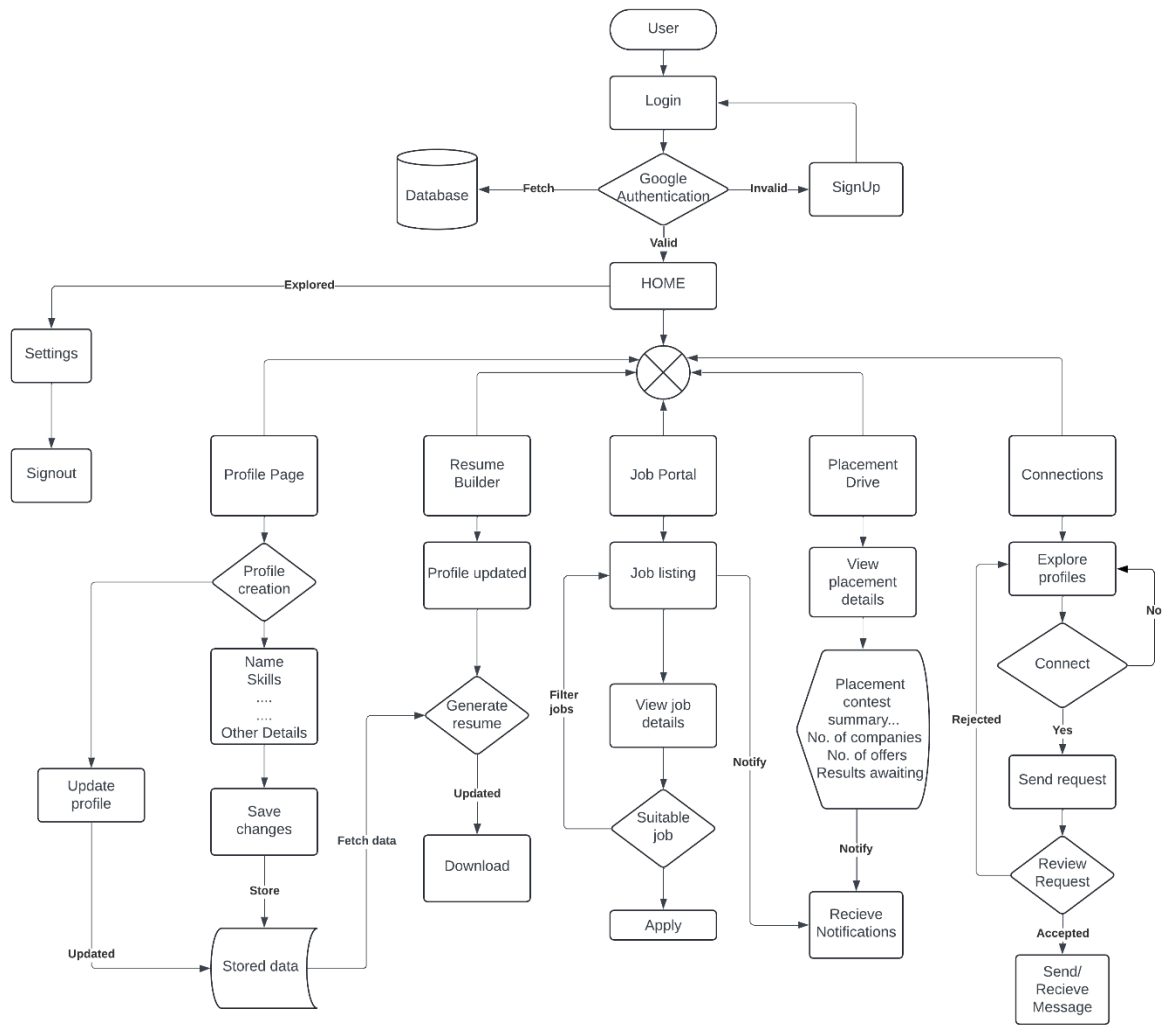 User
Login
Google
Authentication
Database
Fetch
Invalid
SignUp
Valid
HOME
Explored
Settings
Signout
Profile Page
Resume
Builder
Job Portal
Placement
Drive
Connections
Profile
creation
Profile updated
Job listing
View
placement
details
Explore
profiles
No
Name
Skills
....
....
Other Details
Generate
resume
Filter
jobs
View job
details
Placement
contest
summary...
No. of companies
No. of offers
Results awaiting
Connect
Rejected
Yes
Update
profile
Save
changes
Updated
Notify
Send request
Fetch data
Download
Suitable
job
Notify
Review
Request
Store
Apply
Recieve
Notifications
Accepted
Updated
Stored data
Send/
Recieve
Message